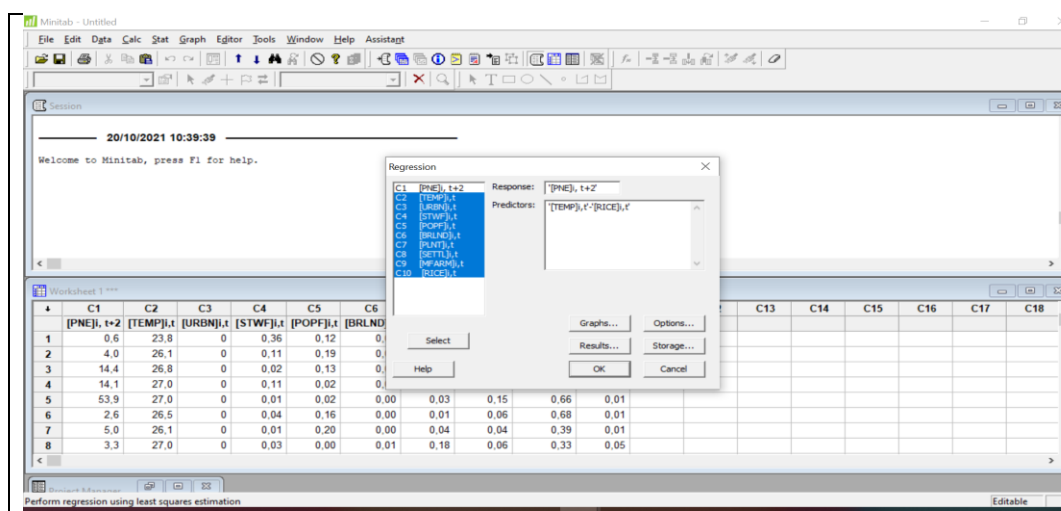 Minitab - Untitled
File Edit Data Calc Stat Graph Editor Tools Window Help Assistant
Session
20/10/2021 10:39:39
Welcome to Minitab, press F1 for help.
Regression
C1 [PNE]i, t+2
C2 [TEMP]i,t
C3 [URBN]i,t
C4 [STWF]i,t
C5 [POPF]i,t
C6 [BRLND]i,t
C7 [PLNT]i,t
C8 [SETTL]i,t
C9 [MFARM]i,t
C10 [RICE]i,t
Response: '[PNE]i, t+2'
Predictors: '[TEMP]i,t'-'[RICE]i,t'
Select
Graphs... Options...
Results... Storage...
Help OK Cancel
Worksheet 1 ***
C1 C2 C3 C4 C5 C6 C13 C14 C15 C16 C17 C18
[PNE]i, t+2 [TEMP]i,t [URBN]i,t [STWF]i,t [POPF]i,t [BRLND]
1 0,6 23,8 0 0,36 0,12 0,
2 4,0 26,1 0 0,11 0,19 0,
3 14,4 26,8 0 0,02 0,13 0,
4 14,1 27,0 0 0,11 0,02 0,
5 53,9 27,0 0 0,01 0,02 0,00 0,03 0,15 0,66 0,01
6 2,6 26,5 0 0,04 0,16 0,00 0,01 0,06 0,68 0,01
7 5,0 26,1 0 0,01 0,20 0,00 0,04 0,04 0,39 0,01
8 3,3 27,0 0 0,03 0,00 0,01 0,18 0,06 0,33 0,05
Project Manager
Perform regression using least squares estimation Editable